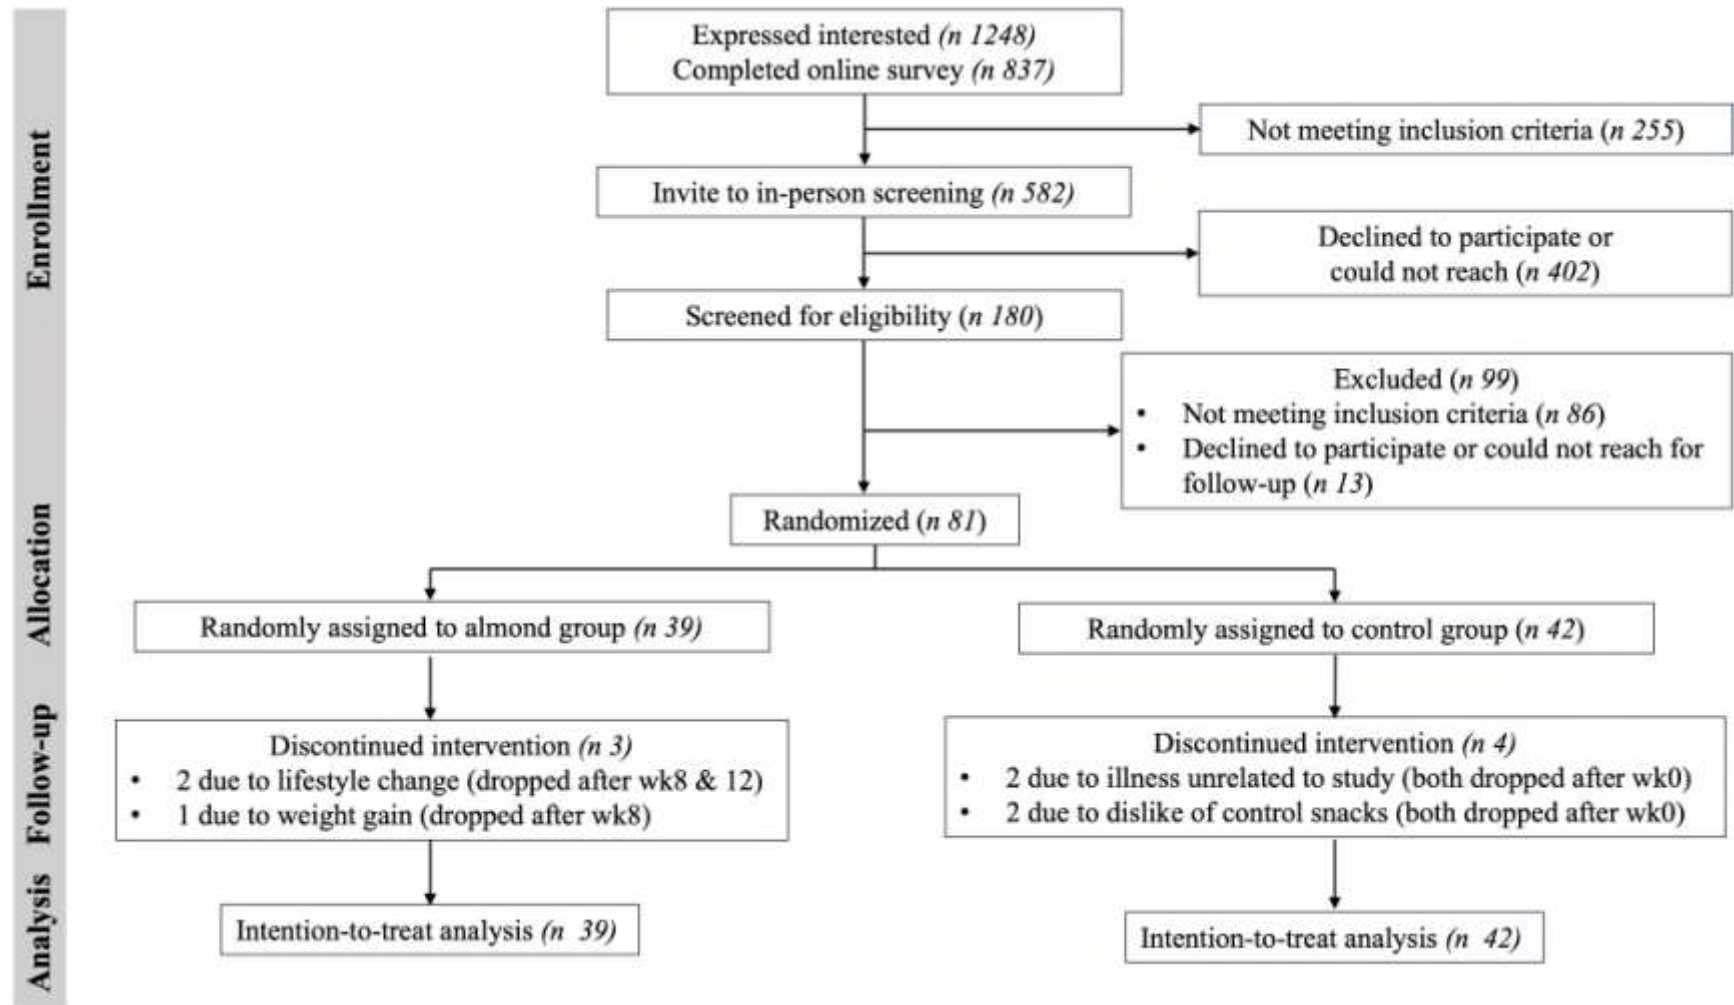 Enrollment
Expressed interested (n 1248)
Completed online survey (n 837)
Not meeting inclusion criteria (n 255)
Invite to in-person screening (n 582)
Declined to participate or
could not reach (n 402)
Screened for eligibility (n 180)
Excluded (n 99)
• Not meeting inclusion criteria (n 86)
• Declined to participate or could not reach for
follow-up (n 13)
Allocation
Randomized (n 81)
Randomly assigned to almond group (n 39)
Randomly assigned to control group (n 42)
Follow-up
Discontinued intervention (n 3)
• 2 due to lifestyle change (dropped after wk8 & 12)
• 1 due to weight gain (dropped after wk8)
Discontinued intervention (n 4)
• 2 due to illness unrelated to study (both dropped after wk0)
• 2 due to dislike of control snacks (both dropped after wk0)
Analysis
Intention-to-treat analysis (n 39)
Intention-to-treat analysis (n 42)